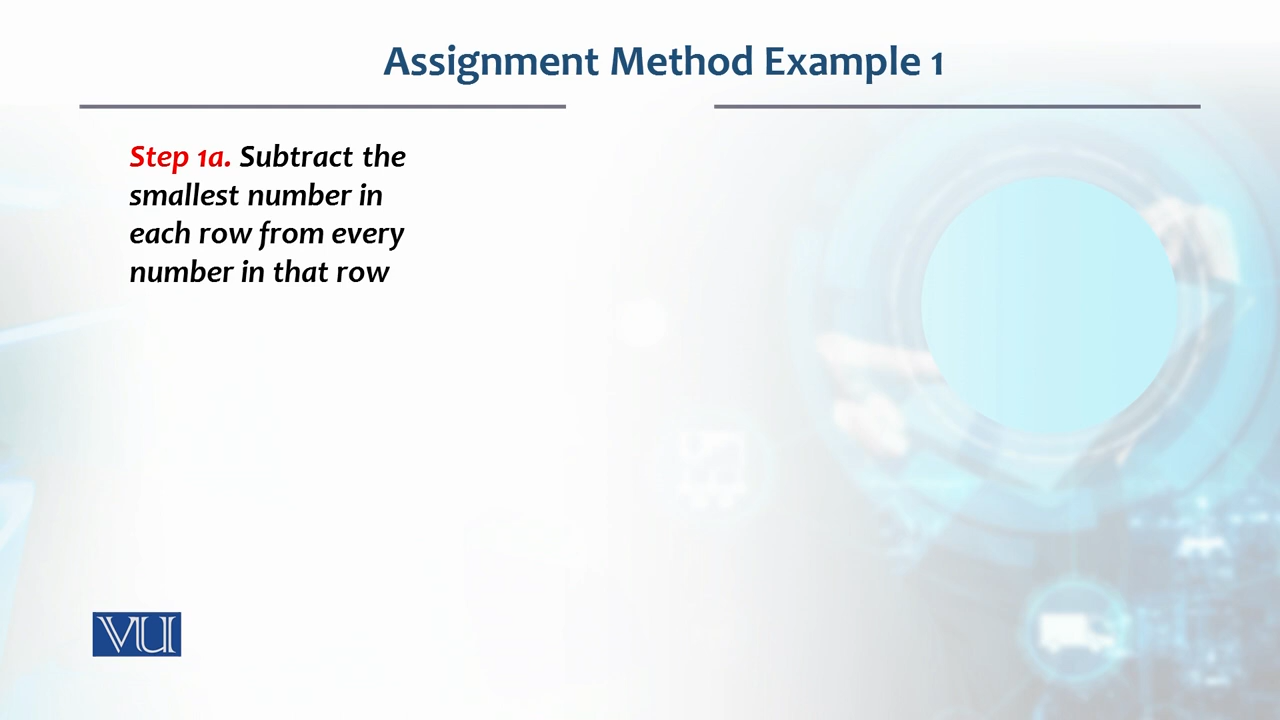 Assignment Method Example 1
Step 1a. Subtract the
smallest number in
each row from every
number in that row
VU